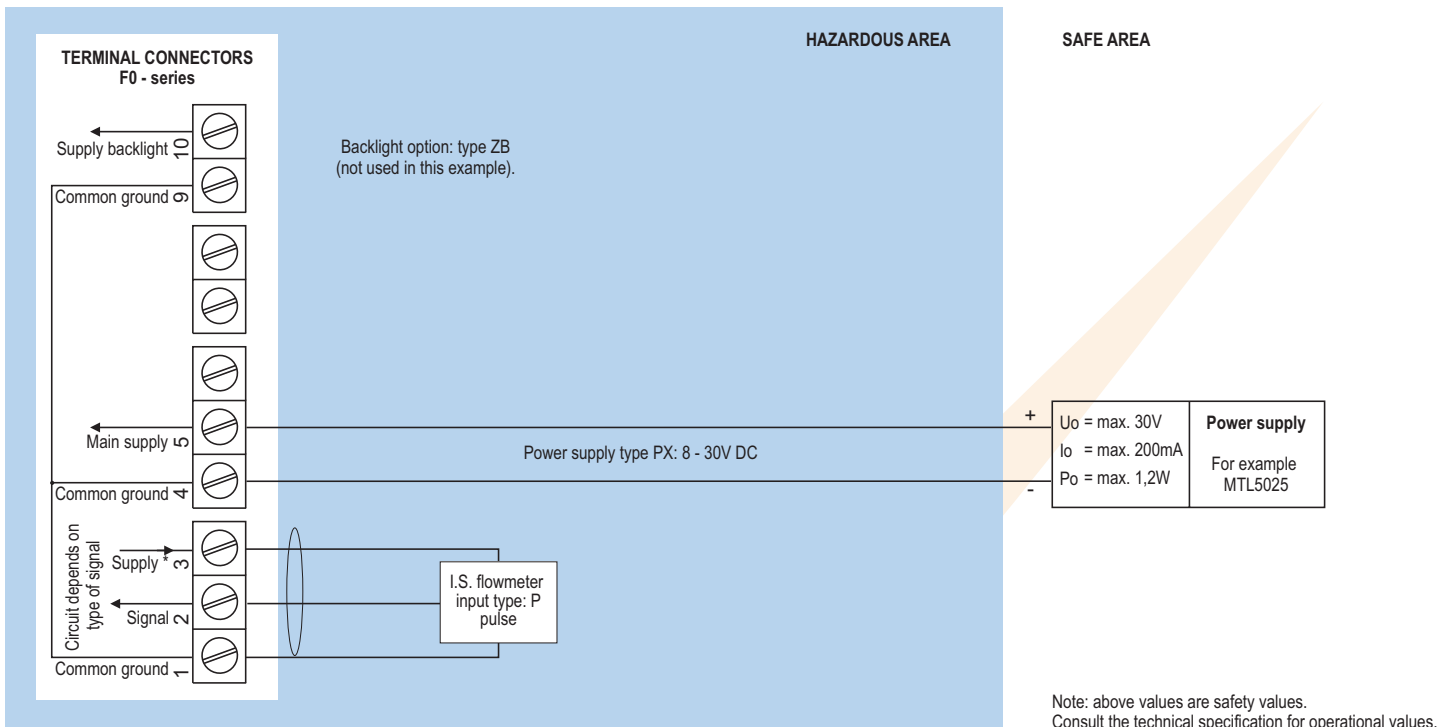 HAZARDOUS AREA
SAFE AREA
TERMINAL CONNECTORS
F0 - series
Supply backlight 10
Common ground 9
Backlight option: type ZB
(not used in this example).
Main supply 5
Common ground 4
Power supply type PX: 8 - 30V DC
+
-
Uo = max. 30V
Io = max. 200mA
Po = max. 1,2W
Power supply
For example
MTL5025
Circuit depends on
type of signal
Supply * 3
Signal 2
Common ground 1
I.S. flowmeter
input type: P
pulse
Note: above values are safety values.
Consult the technical specification for operational values.